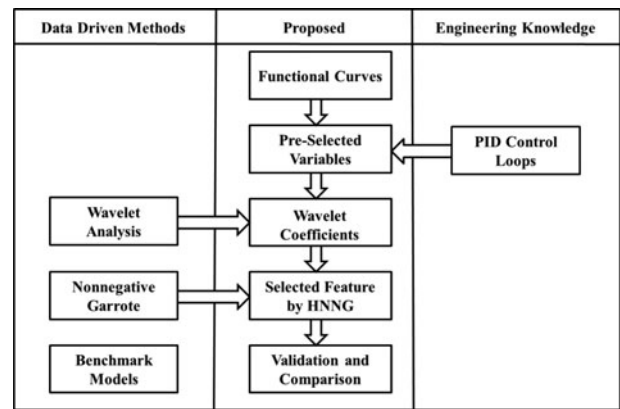 Data Driven Methods
Proposed
Engineering Knowledge
Functional Curves
Pre-Selected
Variables
PID Control
Loops
Wavelet
Analysis
Wavelet
Coefficients
Nonnegative
Garrote
Selected Feature
by HNNG
Benchmark
Models
Validation and
Comparison